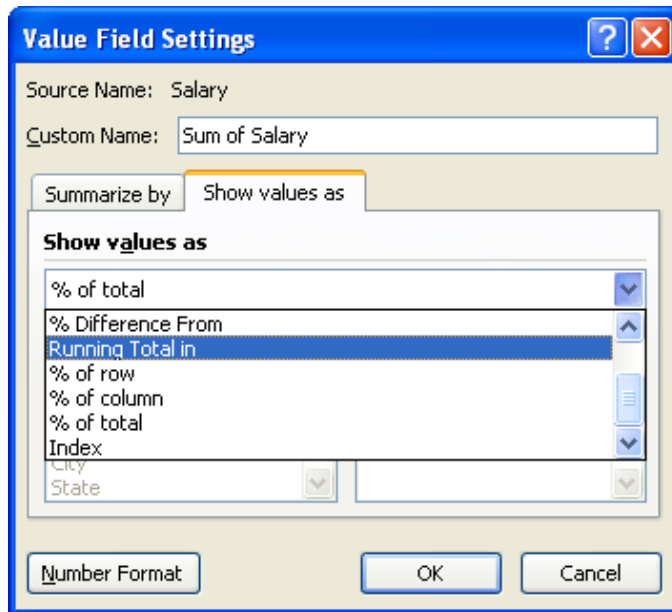 Value Field Settings
Source Name: Salary
Custom Name: Sum of Salary
Summarize by Show values as
Show values as
% of total
% Difference From
Running Total in
% of row
% of column
% of total
Index
City
State
Number Format OK Cancel